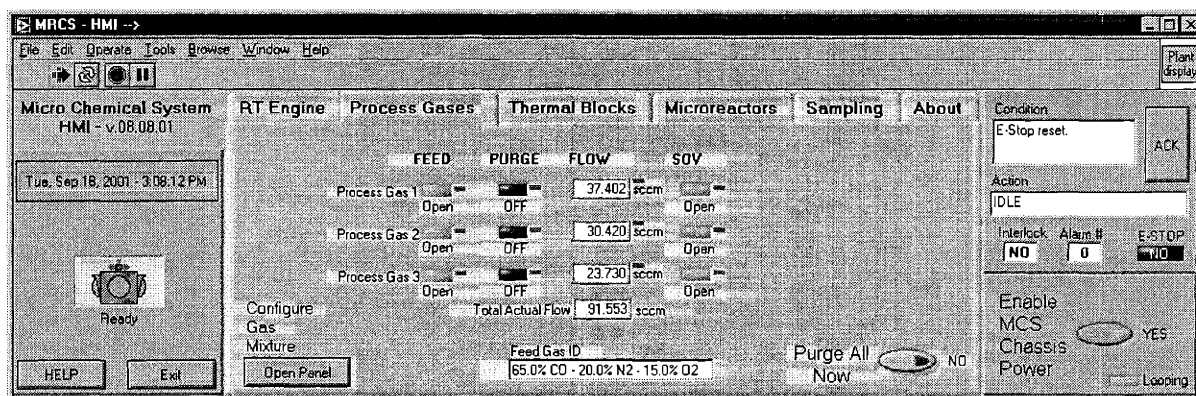 MRCS - HMI -->
File Edit Operate Tools Browse Window Help
Plant
display
Micro Chemical System
HMI - v.08.08.01
Tue, Sep 18, 2001 - 3:08:12 PM
Ready
HELP Exit
RT Engine Process Gases Thermal Blocks Microreactors Sampling About
FEED PURGE FLOW SOV
Process Gas 1 37.402 sccm
Open OFF Open
Process Gas 2 30.420 sccm
Open OFF Open
Process Gas 3 23.730 sccm
Open OFF Open
Total Actual Flow 91.553 sccm
Configure
Gas
Mixture
Open Panel
Feed Gas ID
65.0% CO - 20.0% N2 - 15.0% O2
Purge All
Now
NO
Condition
E-Stop reset.
ACK
Action
IDLE
Interlock Alarm # E-STOP
NO 0 NO
Enable
MCS
Chassis
Power
YES
Looping